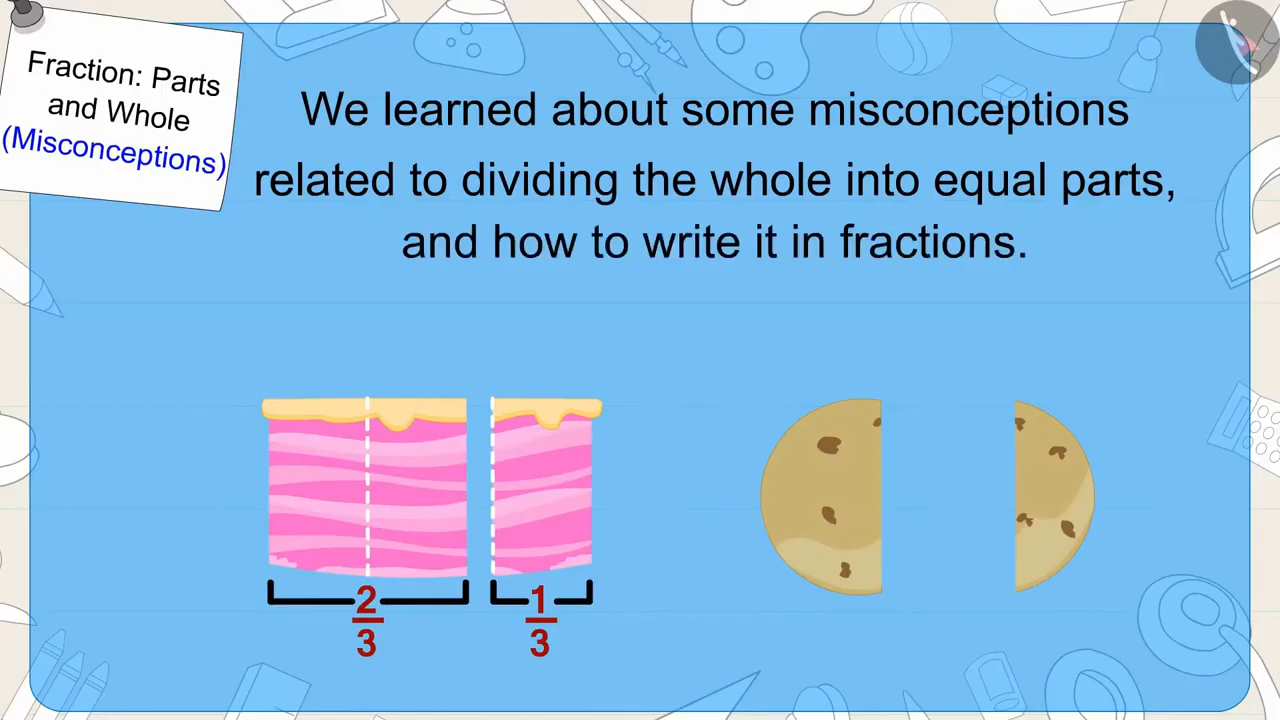 Fraction: Parts
and Whole
(Misconceptions)
We learned about some misconceptions
related to dividing the whole into equal parts,
and how to write it in fractions.
2
3
1
3